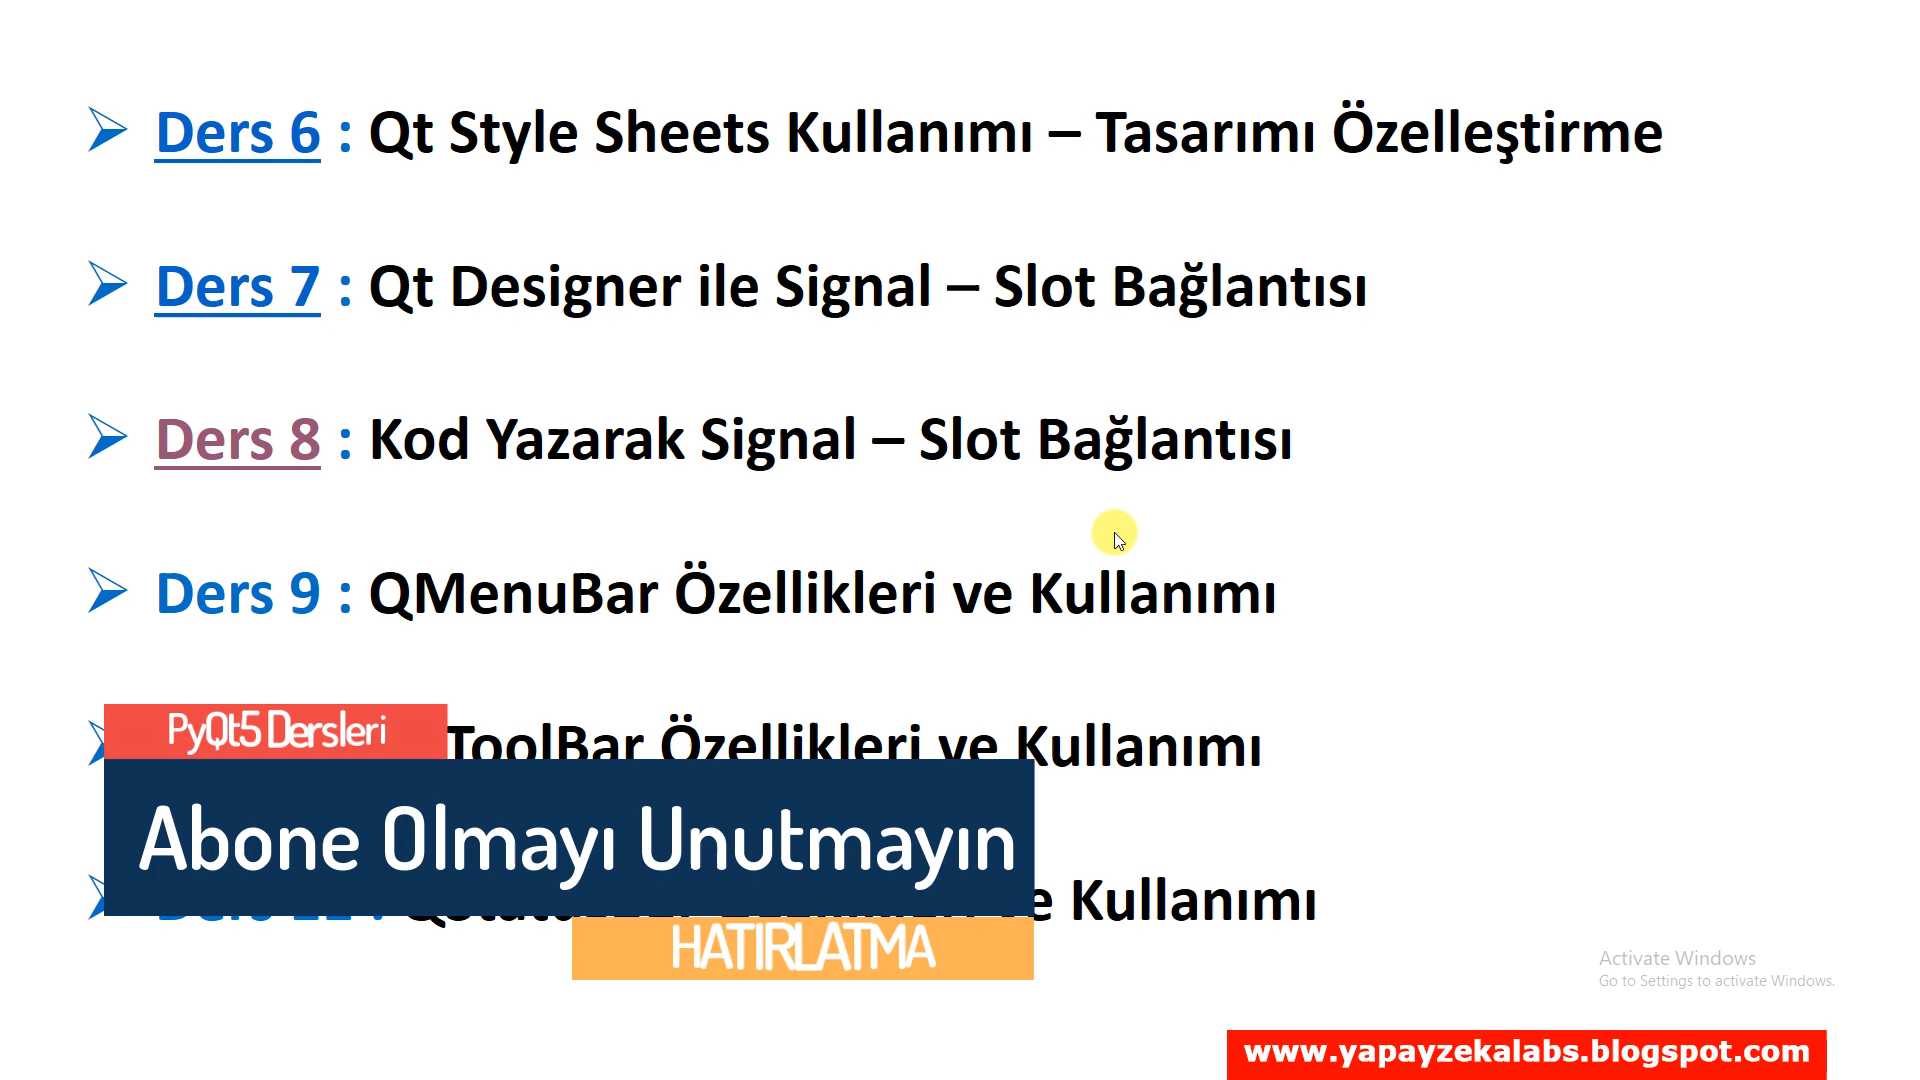 Ders 6 : Qt Style Sheets Kullanımı – Tasarımı Özelleştirme
Ders 7 : Qt Designer ile Signal – Slot Bağlantısı
Ders 8 : Kod Yazarak Signal – Slot Bağlantısı
Ders 9 : QMenuBar Özellikleri ve Kullanımı
PyQt5 Dersleri
ToolBar Özellikleri ve Kullanımı
Abone Olmayı Unutmayın
Kullanımı
HATIRLATMA
Activate Windows
Go to Settings to activate Windows.
www.yapayzekalabs.blogspot.com